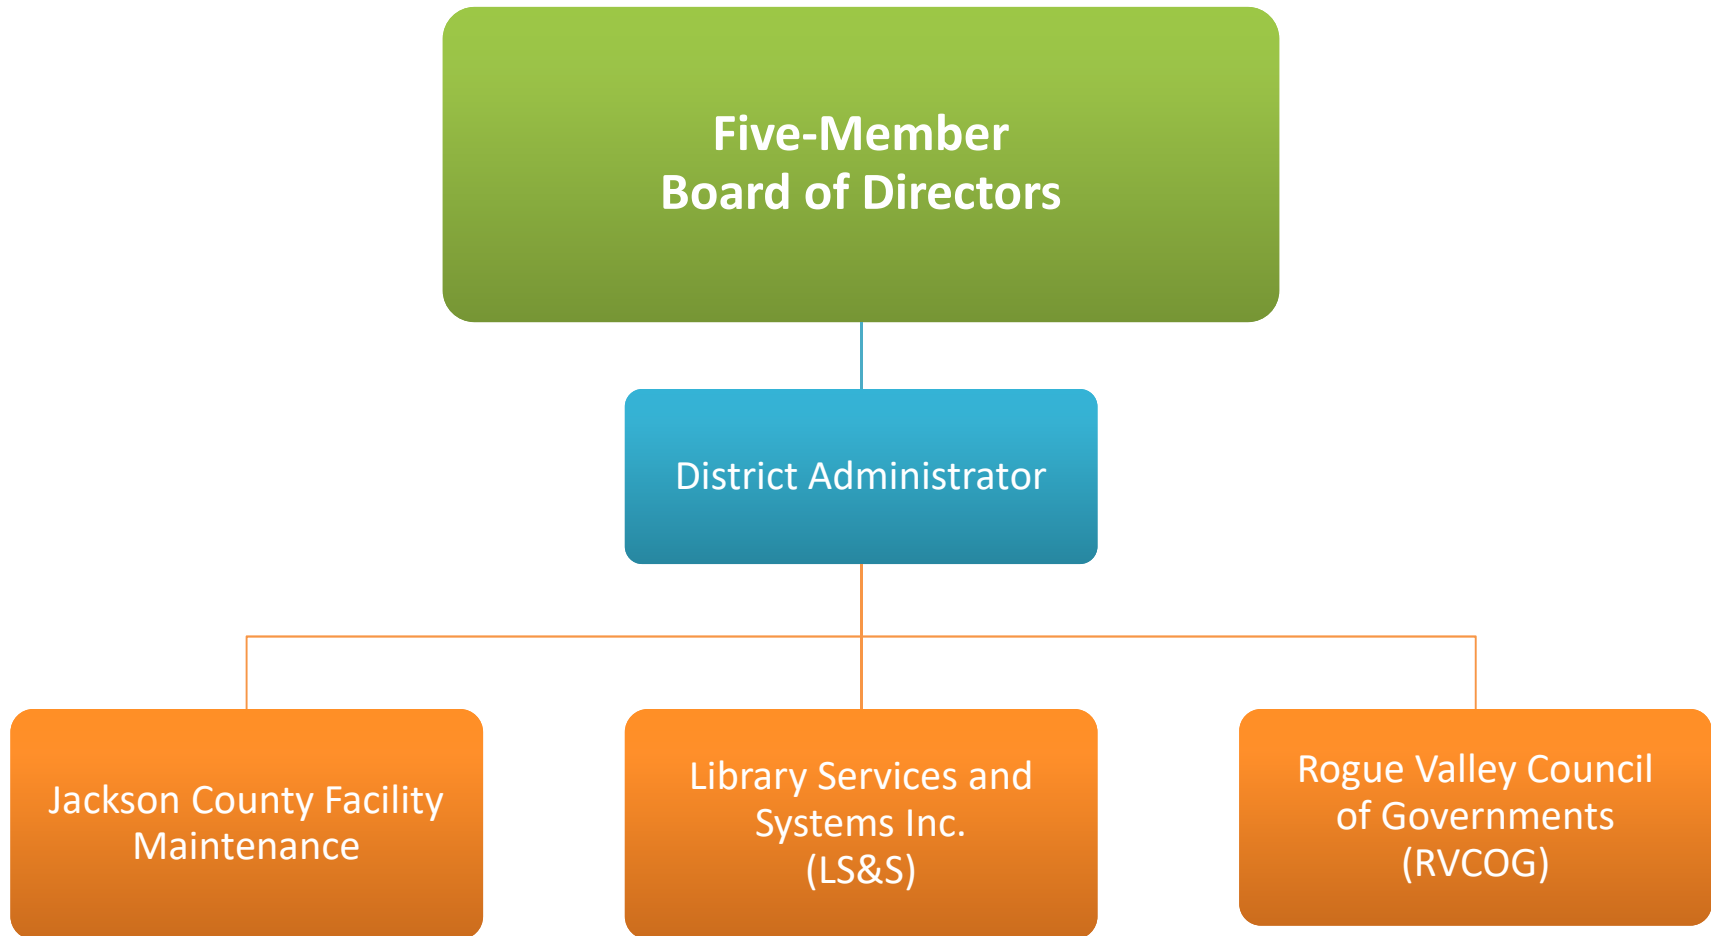 Five-Member
Board of Directors
District Administrator
Jackson County Facility
Maintenance
Library Services and
Systems Inc.
(LS&S)
Rogue Valley Council
of Governments
(RVCOG)